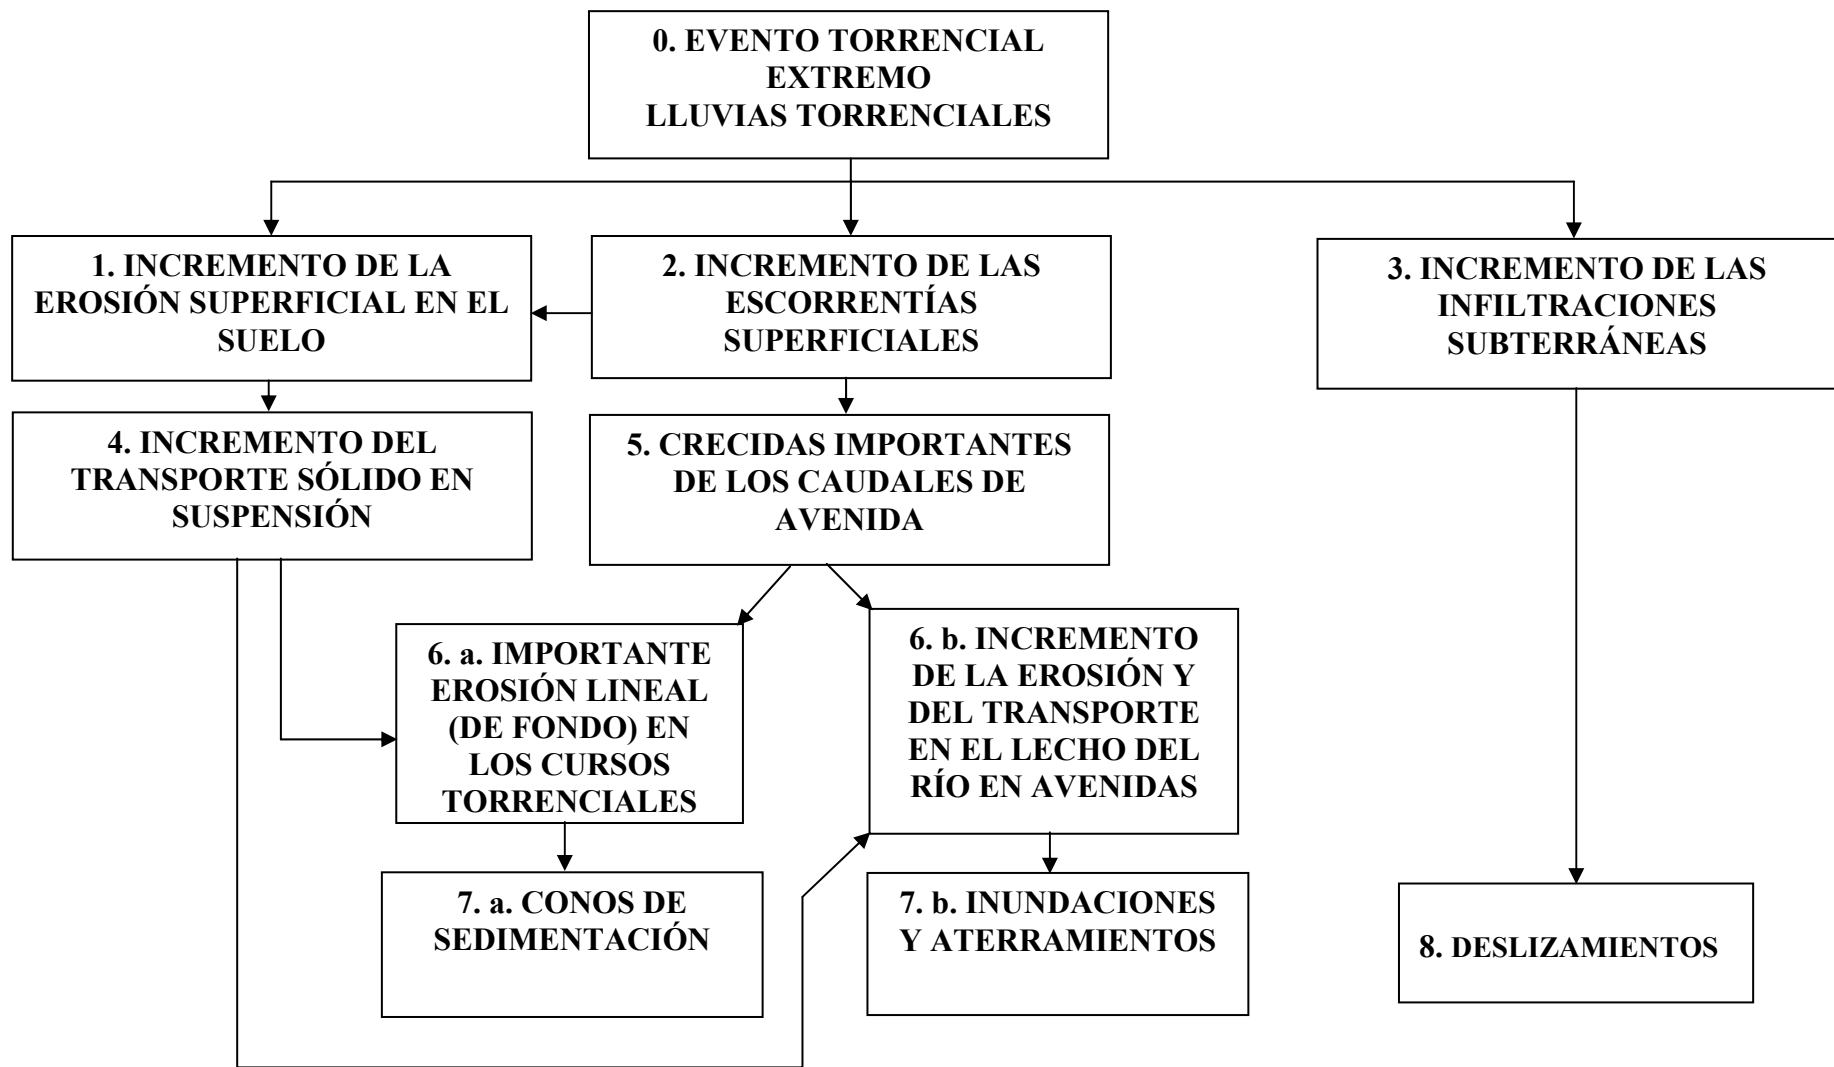 0. EVENTO TORRENCIAL
EXTREMO
LLUVIAS TORRENCIALES
1. INCREMENTO DE LA
EROSIÓN SUPERFICIAL EN EL
SUELO
2. INCREMENTO DE LAS
ESCORRENTÍAS
SUPERFICIALES
3. INCREMENTO DE LAS
INFILTRACIONES
SUBTERRÁNEAS
4. INCREMENTO DEL
TRANSPORTE SÓLIDO EN
SUSPENSIÓN
5. CRECIDAS IMPORTANTES
DE LOS CAUDALES DE
AVENIDA
6. a. IMPORTANTE
EROSIÓN LINEAL
(DE FONDO) EN
LOS CURSOS
TORRENCIALES
6. b. INCREMENTO
DE LA EROSIÓN Y
DEL TRANSPORTE
EN EL LECHO DEL
RÍO EN AVENIDAS
7. a. CONOS DE
SEDIMENTACIÓN
7. b. INUNDACIONES
Y ATERRAMIENTOS
8. DESLIZAMIENTOS